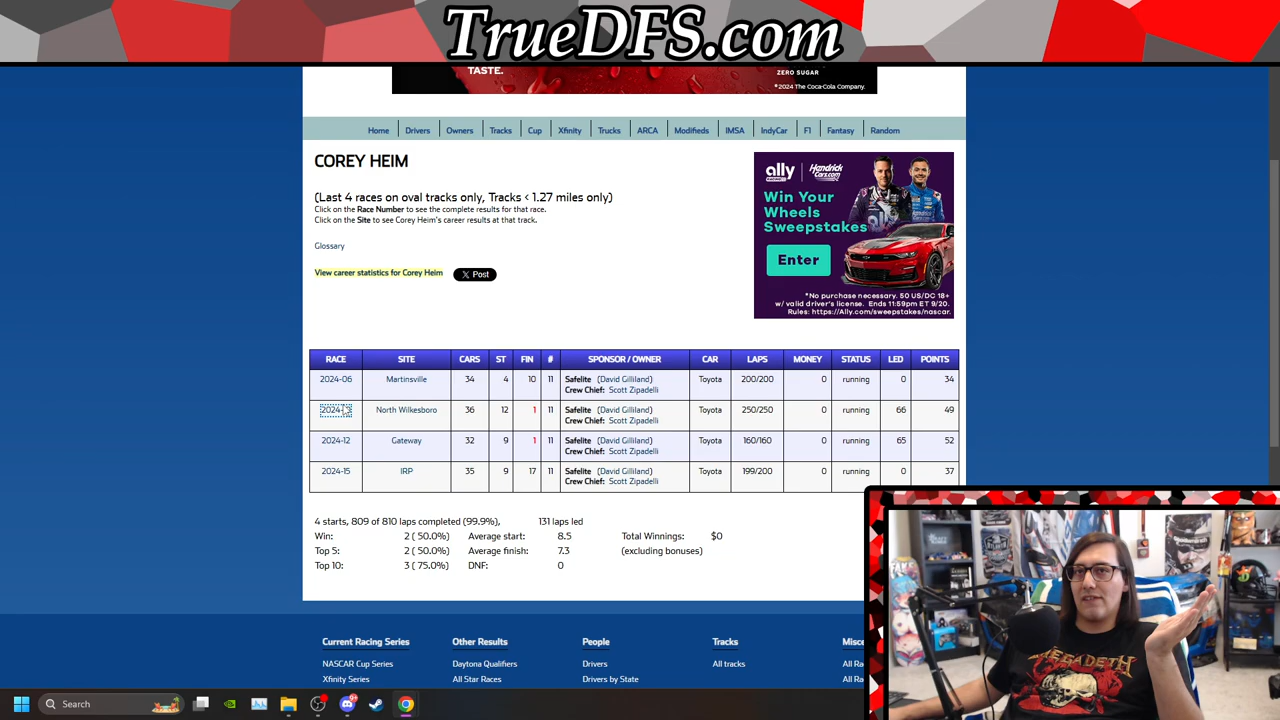 TrueDFS.com
TASTE.
ZERO SUGAR
©2024 The Coca-Cola Company.
Home Drivers Owners Tracks Cup Xfinity Trucks ARCA Modifieds IMSA IndyCar F1 Fantasy Random
COREY HEIM
(Last 4 races on oval tracks only, Tracks < 1.27 miles only)
Click on the Race Number to see the complete results for that race.
Click on the Site to see Corey Heim's career results at that track.
Glossary
View career statistics for Corey Heim X Post
ally Hendrick Cars.com
Win Your
Wheels
Sweepstakes
Enter
*No purchase necessary. 50 US/DC 18+
w/ valid driver's license. Ends 11:59pm ET 9/20.
Rules: https://Ally.com/sweepstakes/nascar.
RACE SITE CARS ST FIN # SPONSOR / OWNER CAR LAPS MONEY STATUS LED POINTS
2024-06 Martinsville 34 4 10 11 Safelite (David Gilliland) Toyota 200/200 0 running 0 34
Crew Chief: Scott Zipadelli
North Wilkesboro 36 12 1 11 Safelite (David Gilliland) Toyota 250/250 0 running 66 49
Crew Chief: Scott Zipadelli
2024-12 Gateway 32 9 1 11 Safelite (David Gilliland) Toyota 160/160 0 running 65 52
Crew Chief: Scott Zipadelli
2024-15 IRP 35 9 17 11 Safelite (David Gilliland) Toyota 199/200 0 running 0 37
Crew Chief: Scott Zipadelli
4 starts, 809 of 810 laps completed (99.9%), 131 laps led
Win: 2 ( 50.0%) Average start: 8.5 Total Winnings: $0
Top 5: 2 ( 50.0%) Average finish: 7.3 (excluding bonuses)
Top 10: 3 ( 75.0%) DNF: 0
Current Racing Series Other Results People Tracks Misce
NASCAR Cup Series Daytona Qualifiers Drivers All tracks All Ra
Xfinity Series All Star Races Drivers by State All Ra
MEGADETH
Search
9+